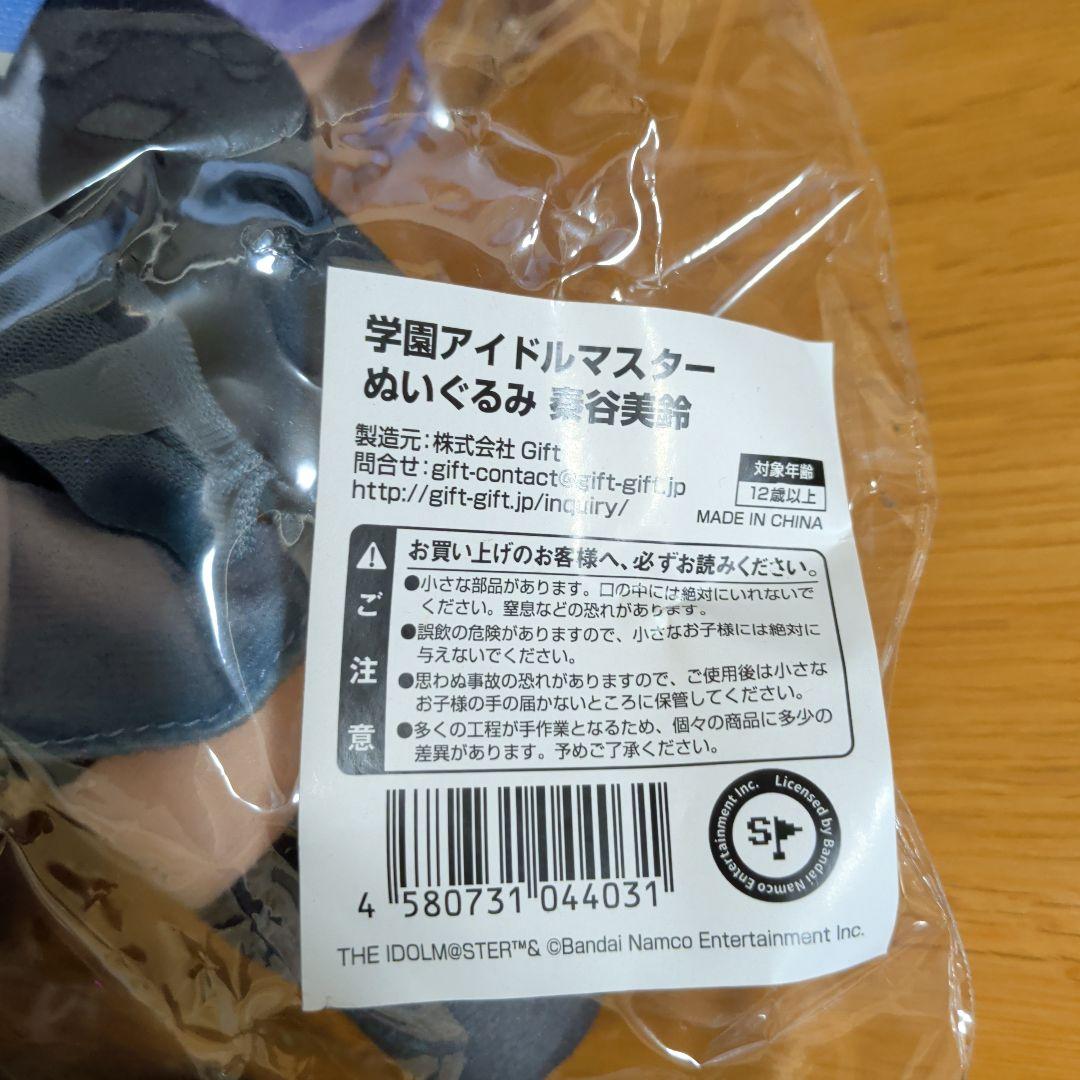 学園アイドルマスター
ぬいぐるみ 秦谷美鈴
製造元：株式会社 Gift
問合せ：gift-contact@gift-gift.jp
http://gift-gift.jp/inquiry/
対象年齢
12歳以上
MADE IN CHINA
ご注意
お買い上げのお客様へ、必ずお読みください。
●小さな部品があります。口の中には絶対にいれないで
ください。窒息などの恐れがあります。
●誤飲の危険がありますので、小さなお子様には絶対に
与えないでください。
●思わぬ事故の恐れがありますので、ご使用後は小さな
お子様の手の届かないところに保管してください。
●多くの工程が手作業となるため、個々の商品に多少の
差異があります。予めご了承ください。
4 580731 044031
Licensed by Bandai Namco Entertainment Inc.
S
THE IDOLM@STER™& ©Bandai Namco Entertainment Inc.